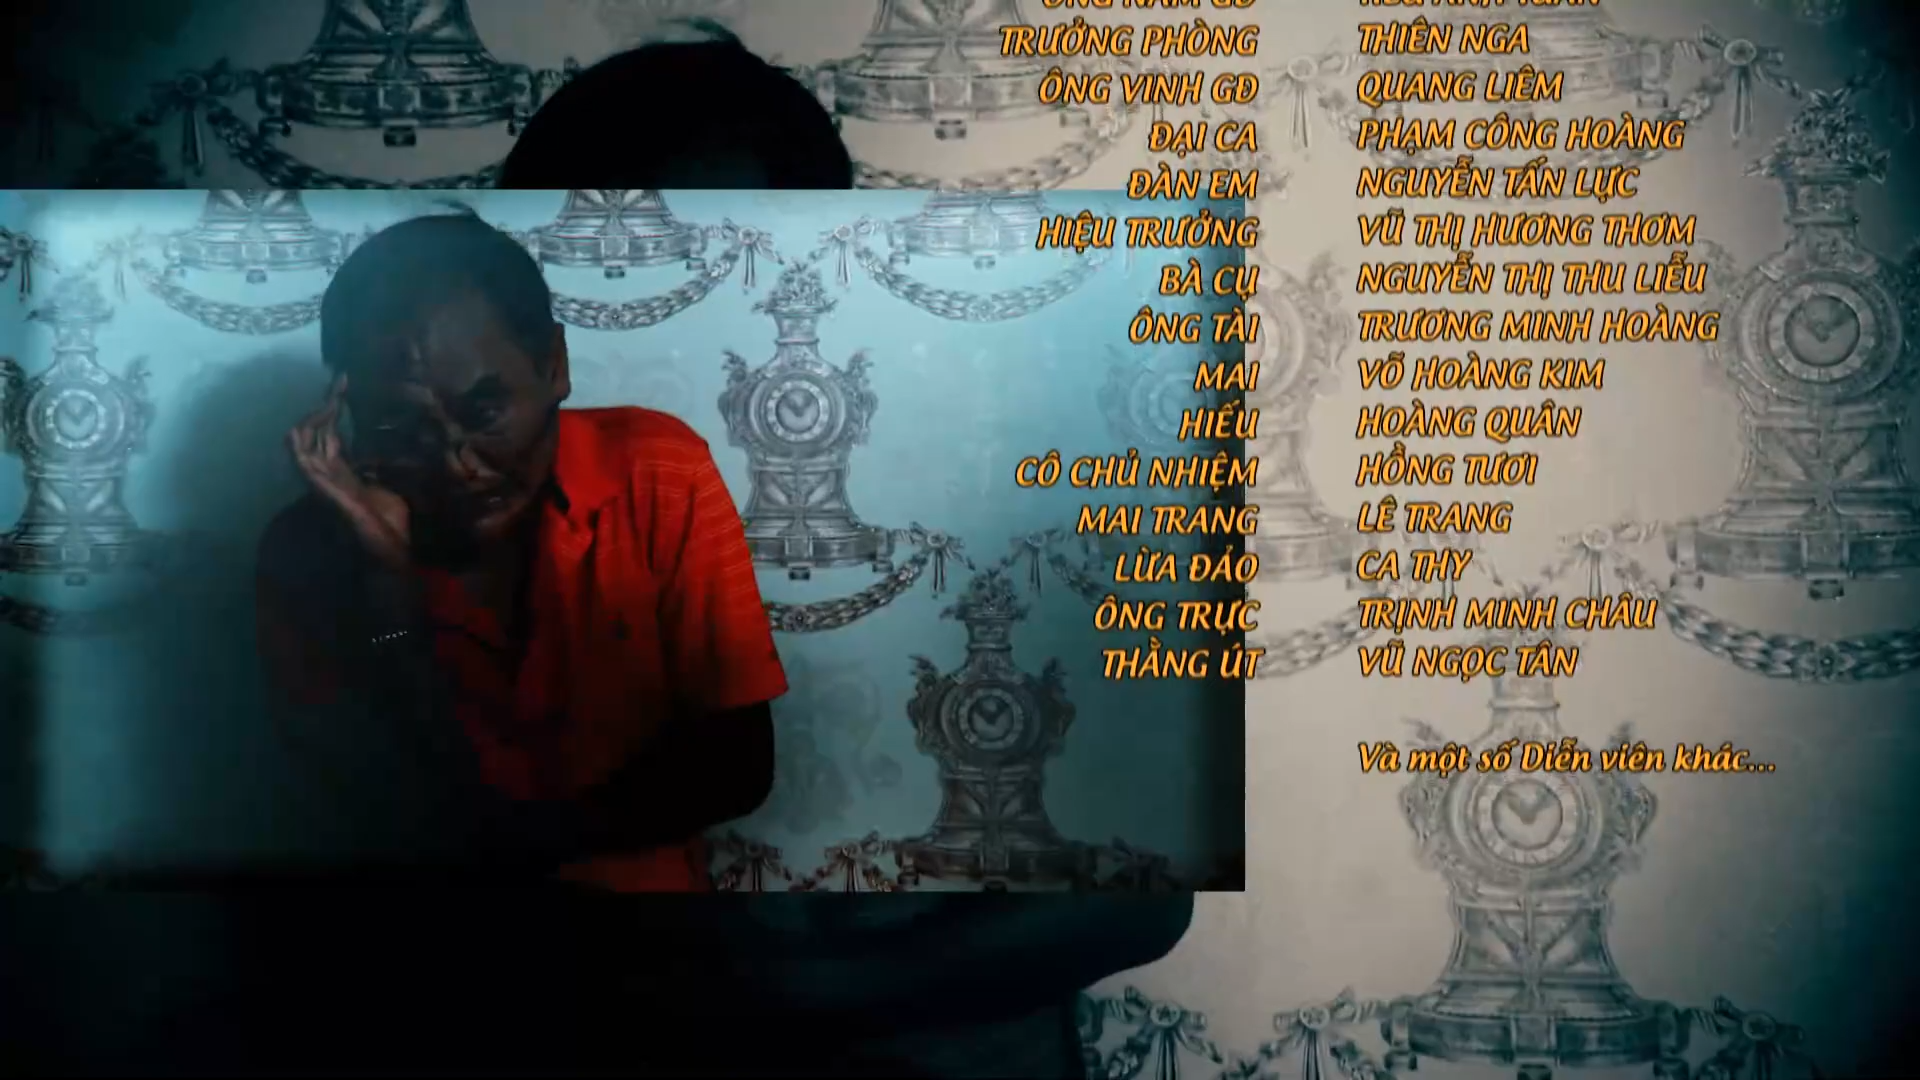 TRƯỞNG PHÒNG THIÊN NGA
ÔNG VINH GĐ QUANG LIÊM
ĐẠI CA PHẠM CÔNG HOÀNG
ĐÀN EM NGUYỄN TẤN LỰC
HIỆU TRƯỞNG VŨ THỊ HƯƠNG THƠM
BÀ CỤ NGUYỄN THỊ THU LIỄU
ÔNG TÀI TRƯƠNG MINH HOÀNG
MAI VÕ HOÀNG KIM
HIẾU HOÀNG QUÂN
CÔ CHỦ NHIỆM HỒNG TƯƠI
MAI TRANG LÊ TRANG
LỪA ĐẢO CA THY
ÔNG TRỰC TRỊNH MINH CHÂU
THẰNG ÚT VŨ NGỌC TÂN
Và một số Diễn viên khác...